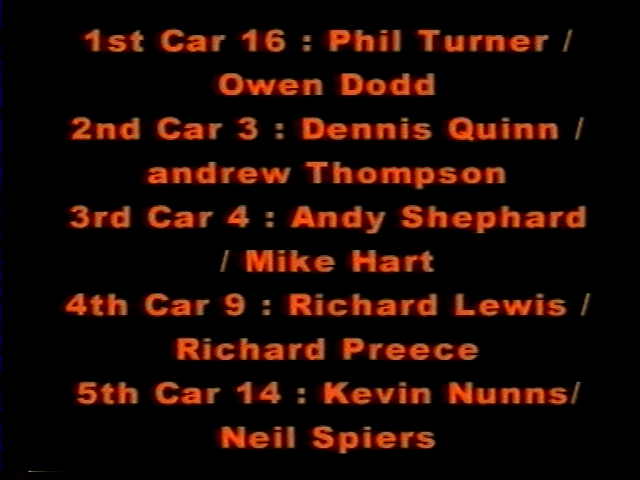 1st Car 16 : Phil Turner /
Owen Dodd
2nd Car 3 : Dennis Quinn /
andrew Thompson
3rd Car 4 : Andy Shephard
/ Mike Hart
4th Car 9 : Richard Lewis /
Richard Preece
5th Car 14 : Kevin Nunns/
Neil Spiers